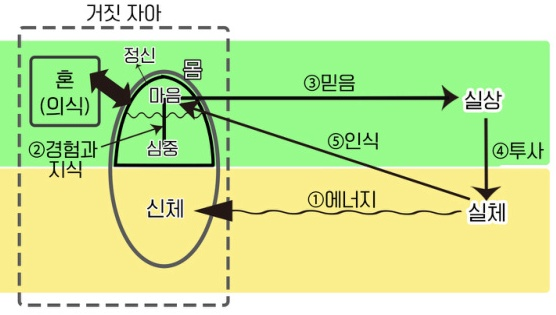 거짓 자아
정신
몸
혼
(의식)
마음
③믿음
실상
②경험과
지식
심중
⑤인식
④투사
신체
①에너지
실체